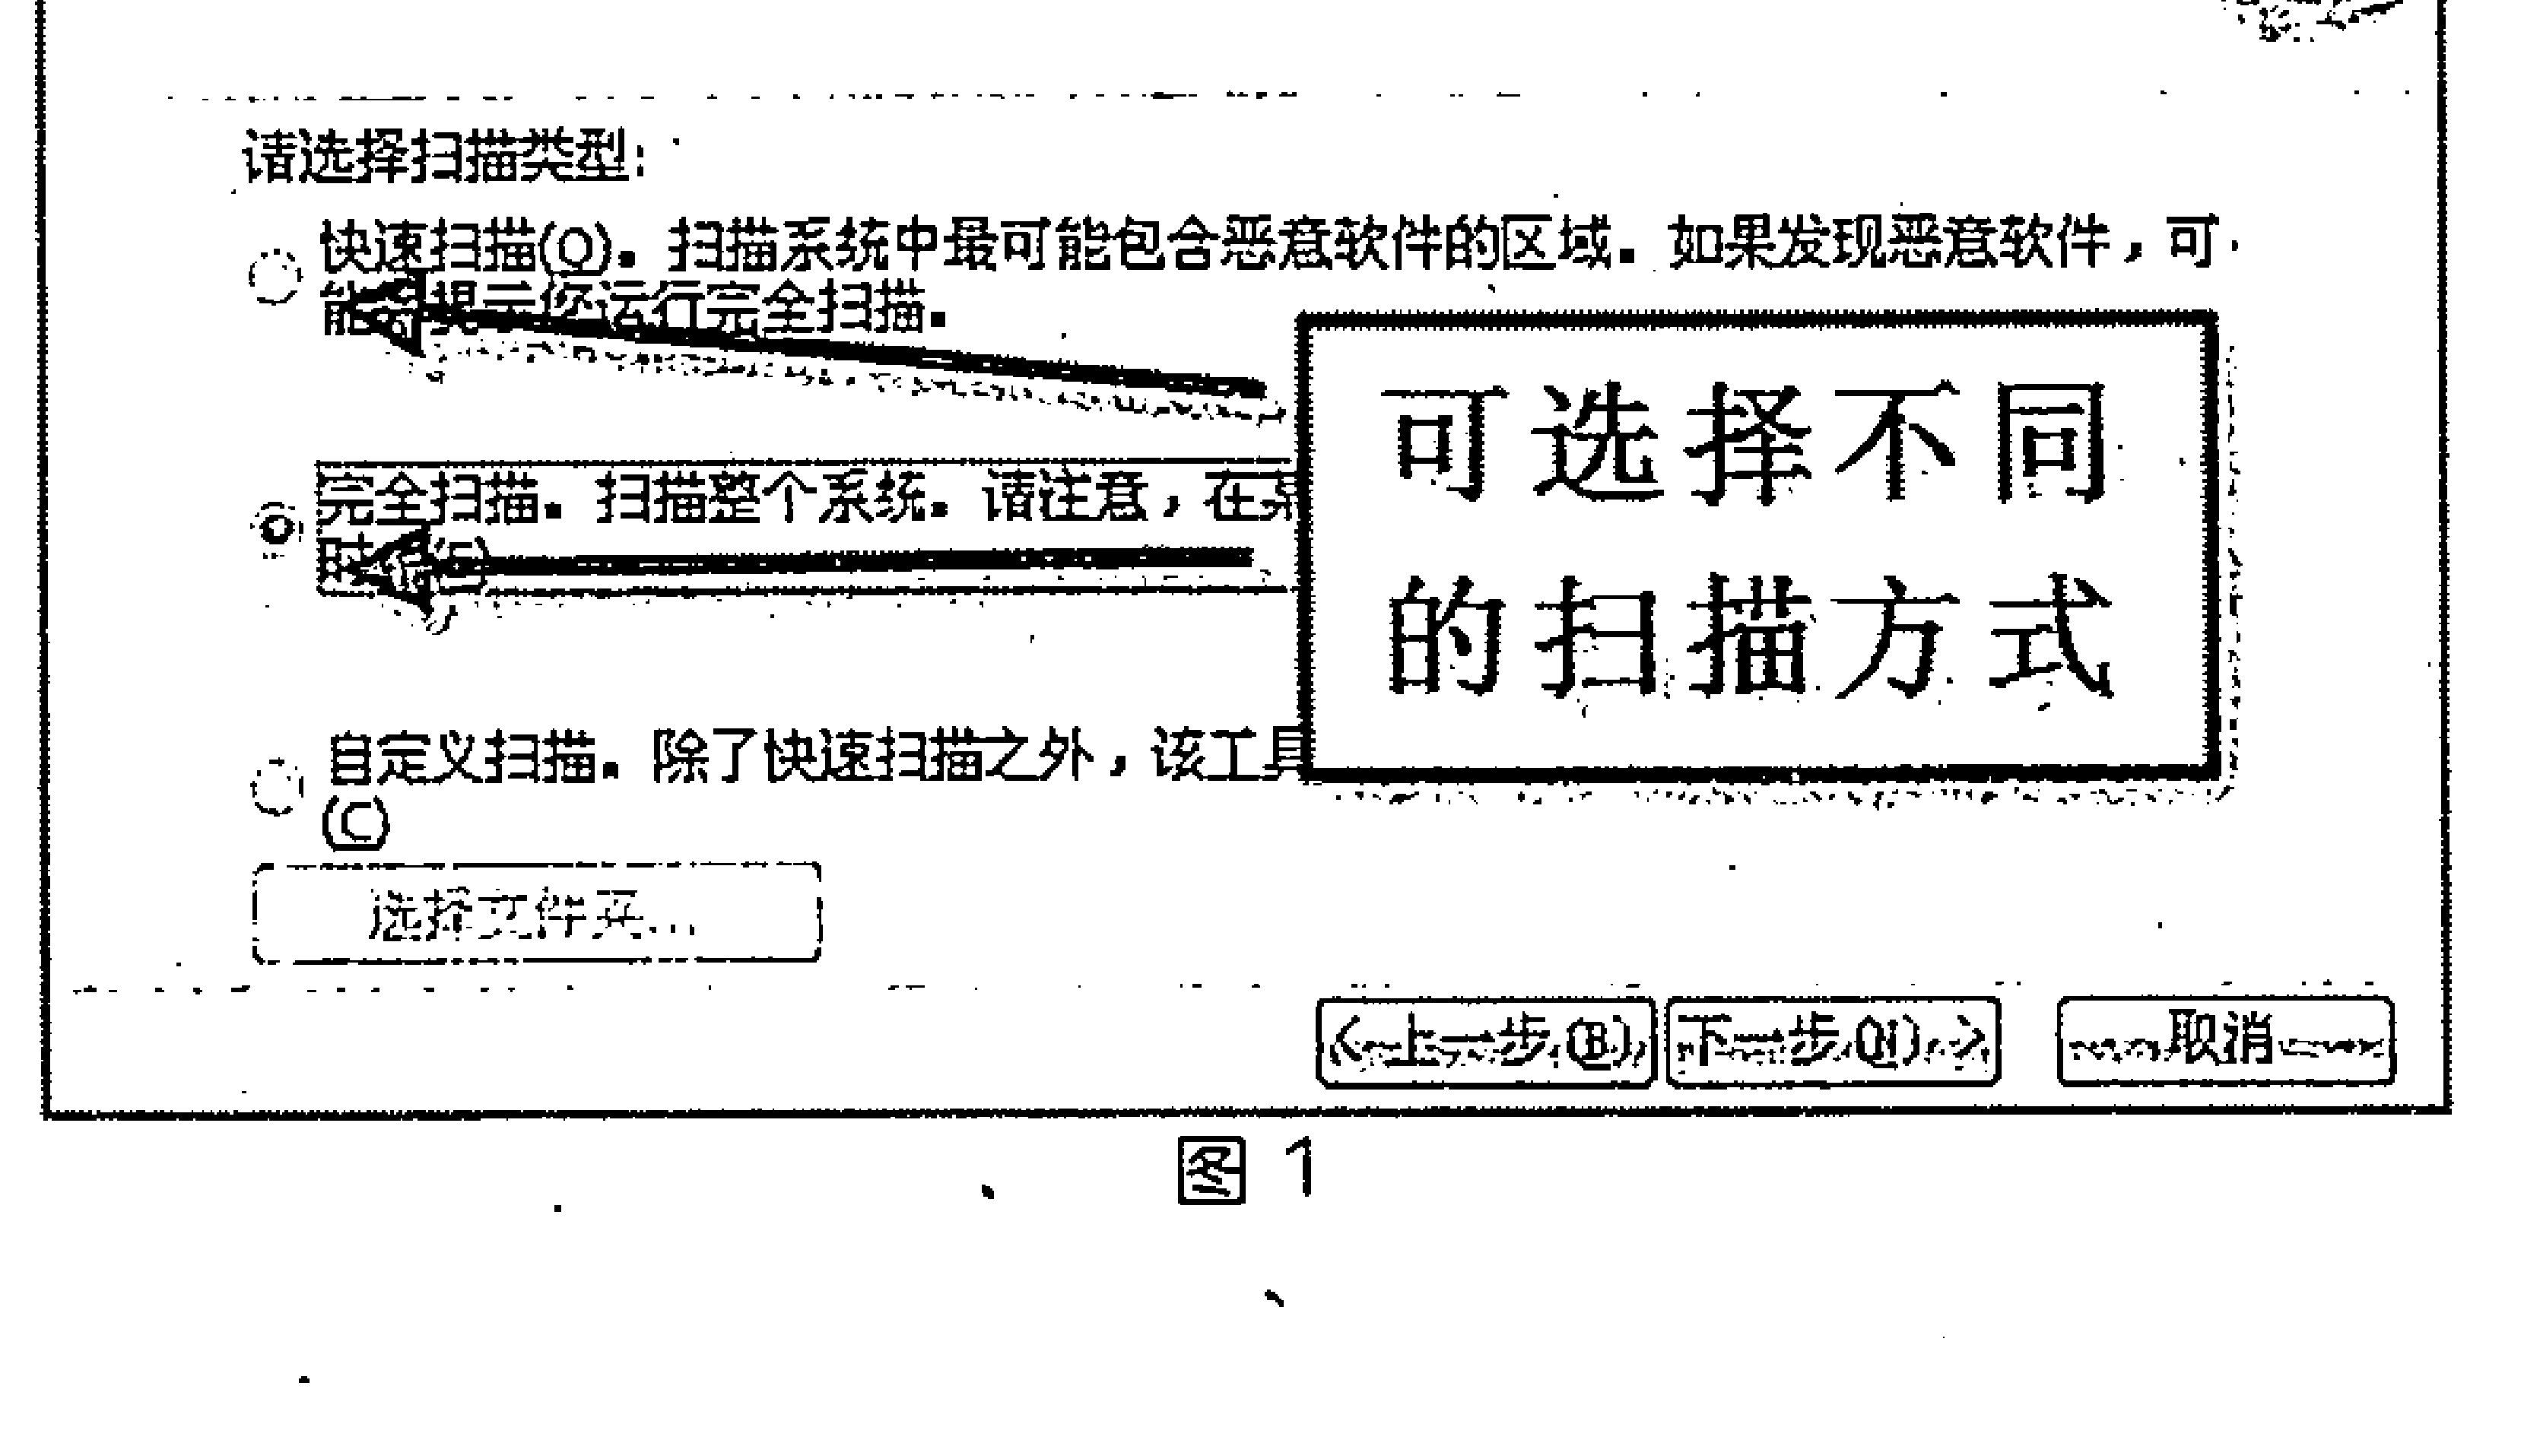 请选择扫描类型:
快速扫描(Q)。扫描系统中最可能包含恶意软件的区域。如果发现恶意软件，可
能 提示您运行完全扫描。
完全扫描。扫描整个系统。请注意，在某
时
可选择不同
的扫描方式
自定义扫描。除了快速扫描之外，该工具
(C)
选择文件夹...
<上一步(B) 下一步(N)> 取消
图 1